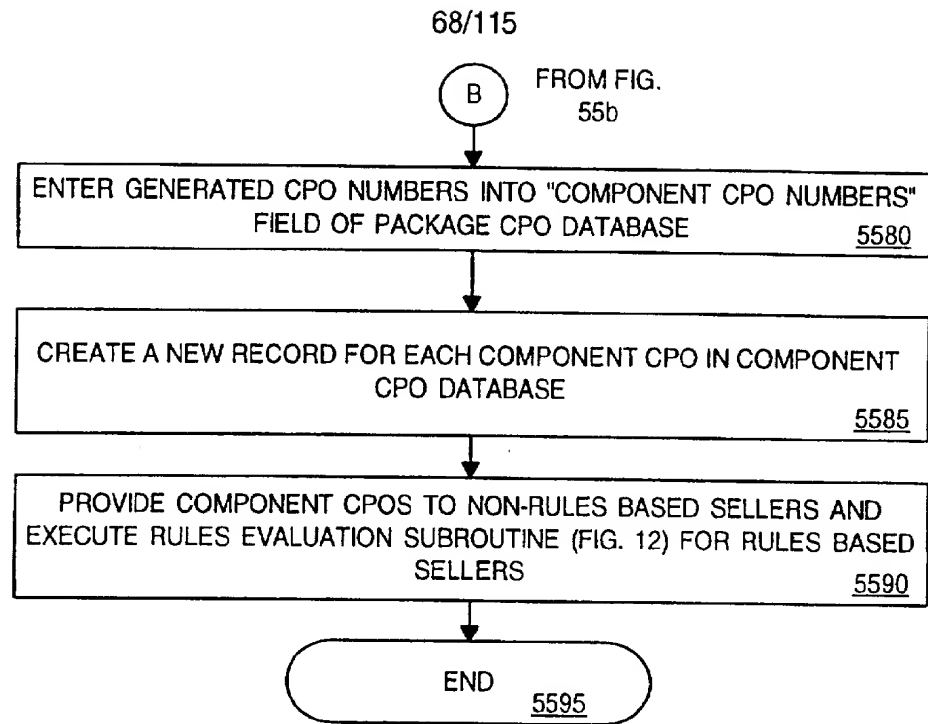 68/115
B
FROM FIG.
55b
ENTER GENERATED CPO NUMBERS INTO "COMPONENT CPO NUMBERS"
FIELD OF PACKAGE CPO DATABASE
5580
CREATE A NEW RECORD FOR EACH COMPONENT CPO IN COMPONENT
CPO DATABASE
5585
PROVIDE COMPONENT CPOS TO NON-RULES BASED SELLERS AND
EXECUTE RULES EVALUATION SUBROUTINE (FIG. 12) FOR RULES BASED
SELLERS
5590
END
5595